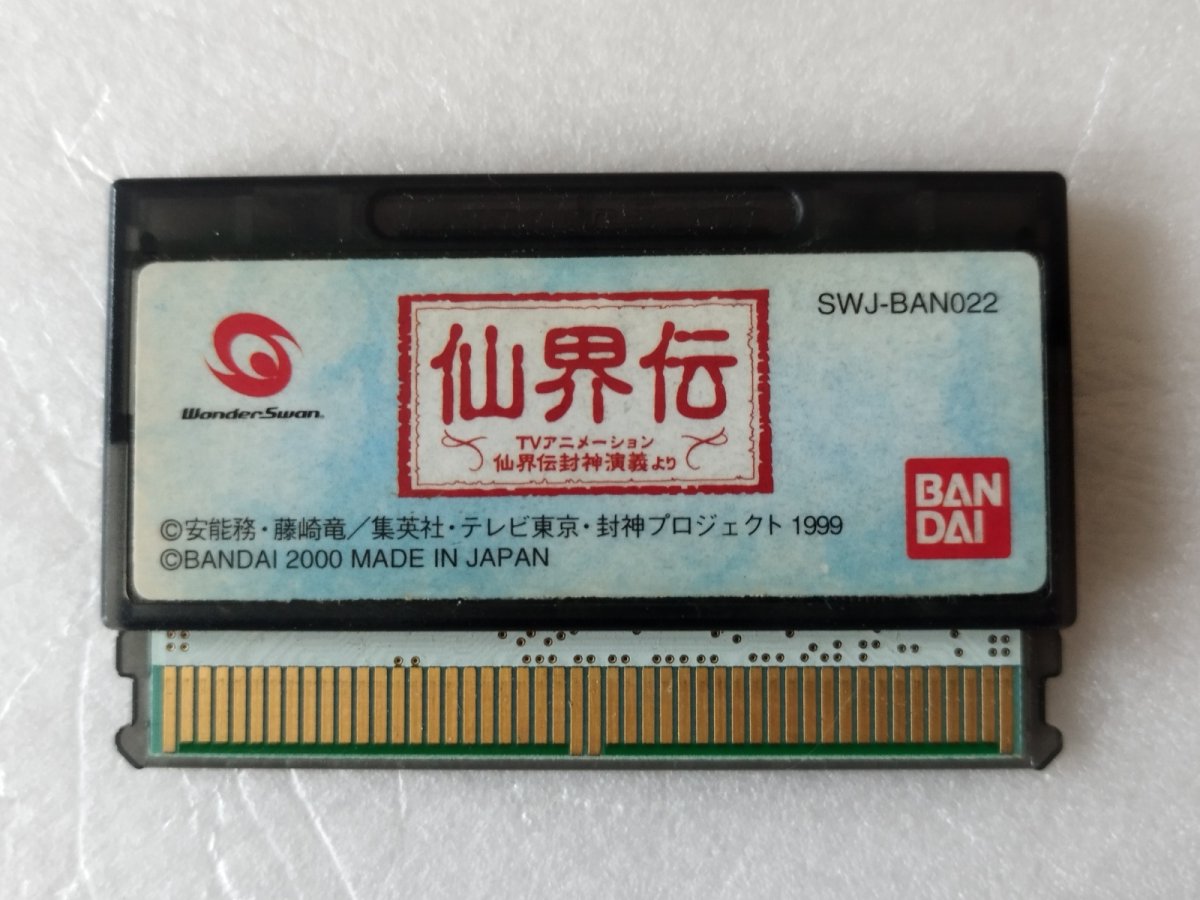 WonderSwan
仙界伝
TVアニメーション
仙界伝封神演義より
SWJ-BAN022
BAN
DAI
©安能務・藤崎竜／集英社・テレビ東京・封神プロジェクト 1999
©BANDAI 2000 MADE IN JAPAN